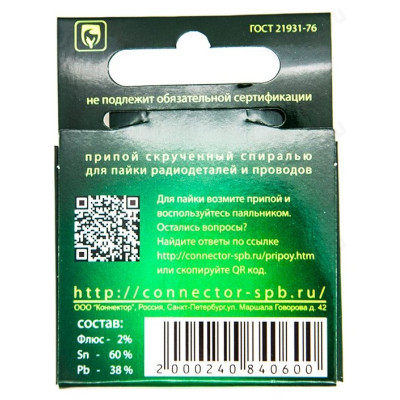 ГОСТ 21931-76
не подлежит обязательной сертификации
припой скрученный спиралью
для пайки радиодеталей и проводов
Для пайки возмите припой и
воспользуйтесь паяльником.
Остались вопросы?
Найдите ответы по ссылке
http://connector-spb.ru/pripoy.htm
или скопируйте QR код.
http://connector-spb.ru/
ООО "Коннектор", Россия, Санкт-Петербург,ул. Маршала Говорова д. 42
состав:
Флюс - 2%
Sn - 60 %
Pb - 38 %
2 000240 840600